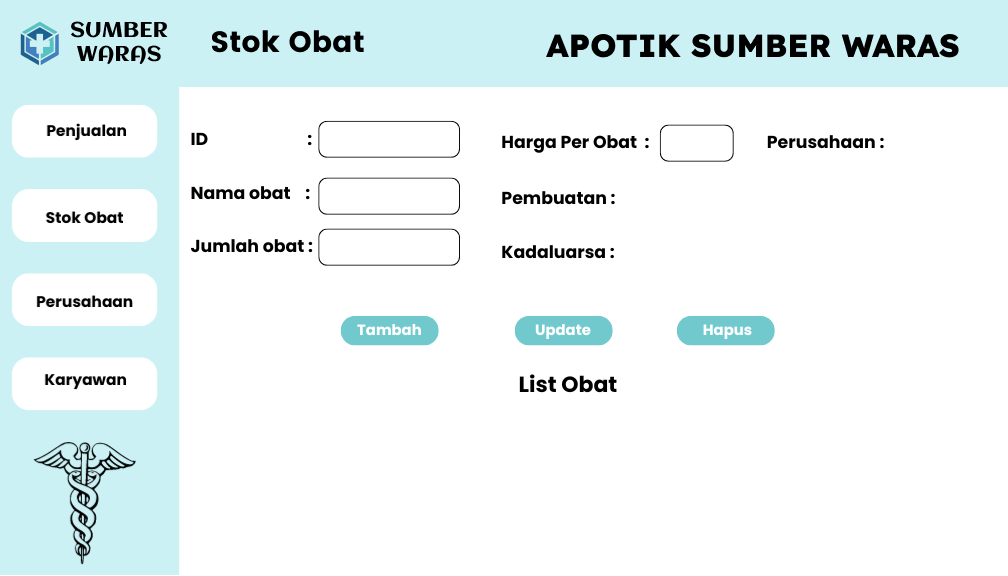 SUMBER
WARAS
Stok Obat
APOTIK SUMBER WARAS
Penjualan
Stok Obat
Perusahaan
Karyawan
ID :
Harga Per Obat :
Perusahaan :
Nama obat :
Pembuatan :
Jumlah obat :
Kadaluarsa :
Tambah
Update
Hapus
List Obat